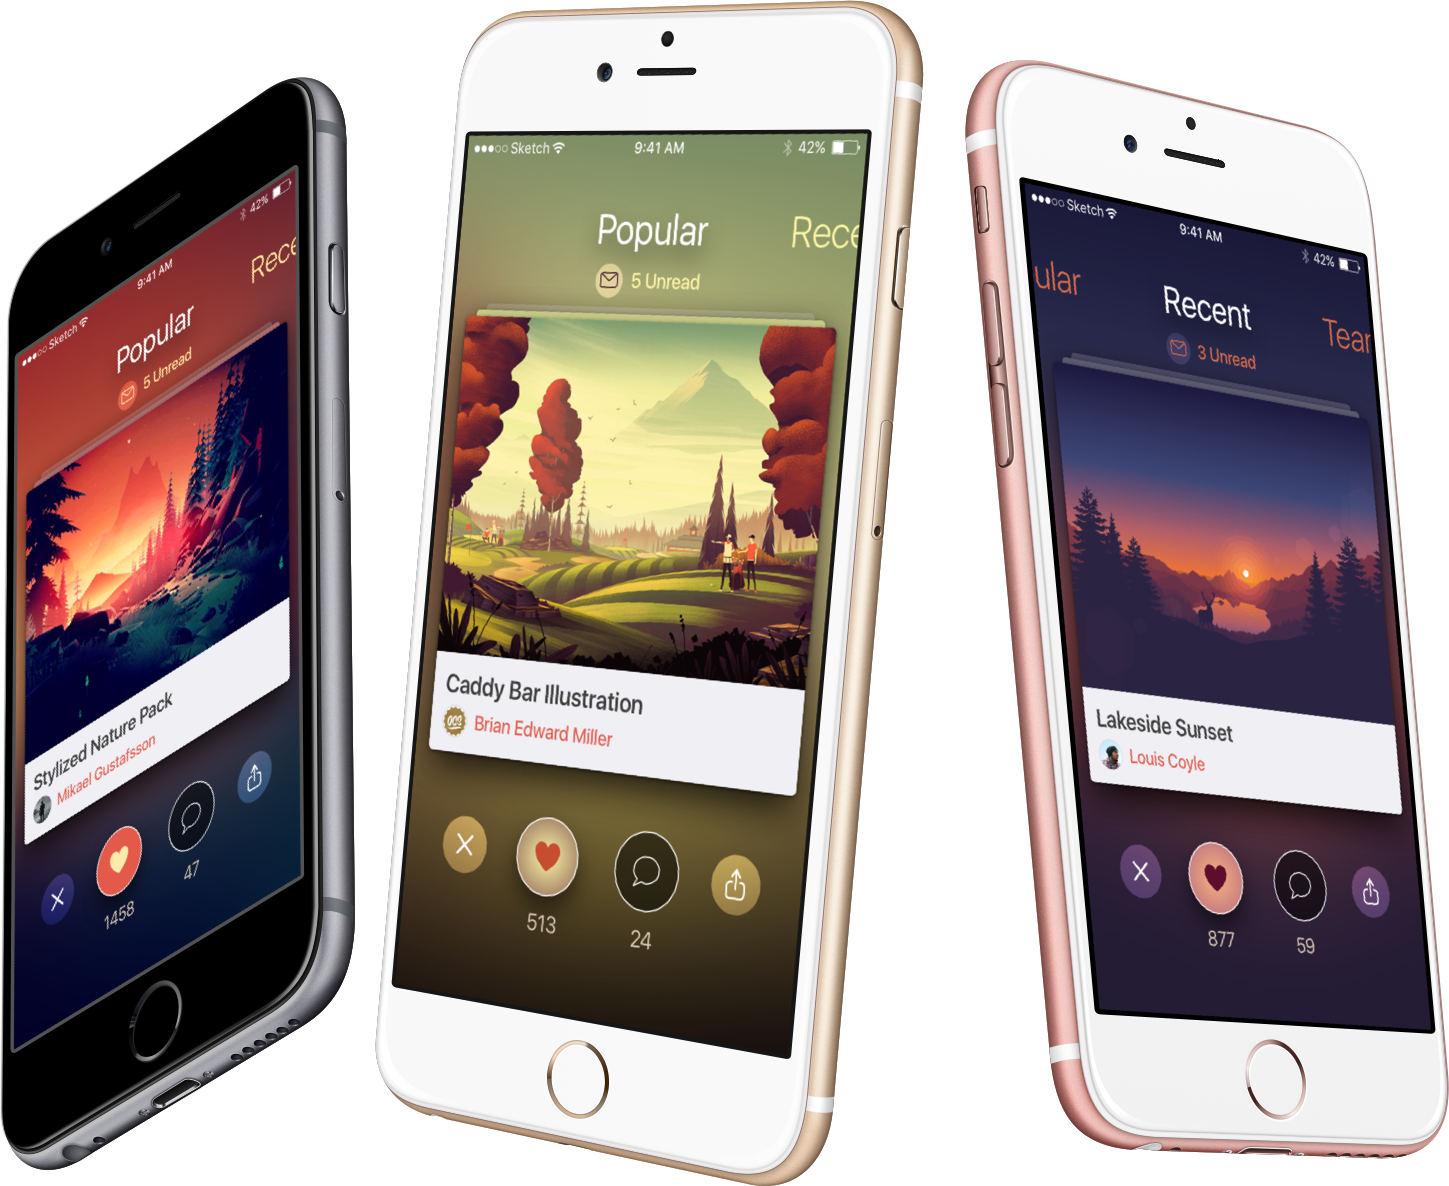 ●●●○○ Sketch
9:41 AM
42%
Popular
Rece
5 Unread
Stylized Nature Pack
Mikael Gustafsson
1458
47
●●●○○ Sketch
9:41 AM
42%
Popular
Rece
5 Unread
Caddy Bar Illustration
Brian Edward Miller
513
24
●●●○○ Sketch
9:41 AM
42%
ular
Recent
Tear
3 Unread
Lakeside Sunset
Louis Coyle
877
59